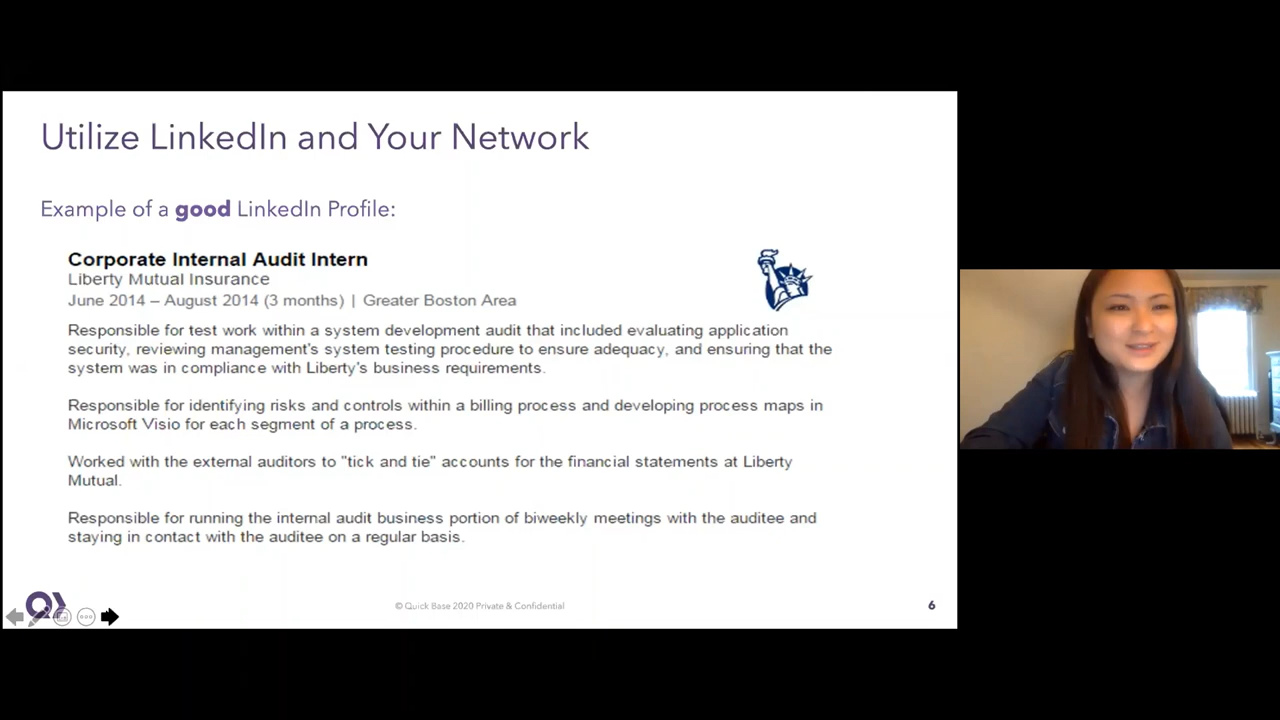 Utilize LinkedIn and Your Network
Example of a good LinkedIn Profile:
Corporate Internal Audit Intern
Liberty Mutual Insurance
June 2014 – August 2014 (3 months) | Greater Boston Area
Responsible for test work within a system development audit that included evaluating application
security, reviewing management's system testing procedure to ensure adequacy, and ensuring that the
system was in compliance with Liberty's business requirements.
Responsible for identifying risks and controls within a billing process and developing process maps in
Microsoft Visio for each segment of a process.
Worked with the external auditors to "tick and tie" accounts for the financial statements at Liberty
Mutual.
Responsible for running the internal audit business portion of biweekly meetings with the auditee and
staying in contact with the auditee on a regular basis.
© Quick Base 2020 Private & Confidential
6